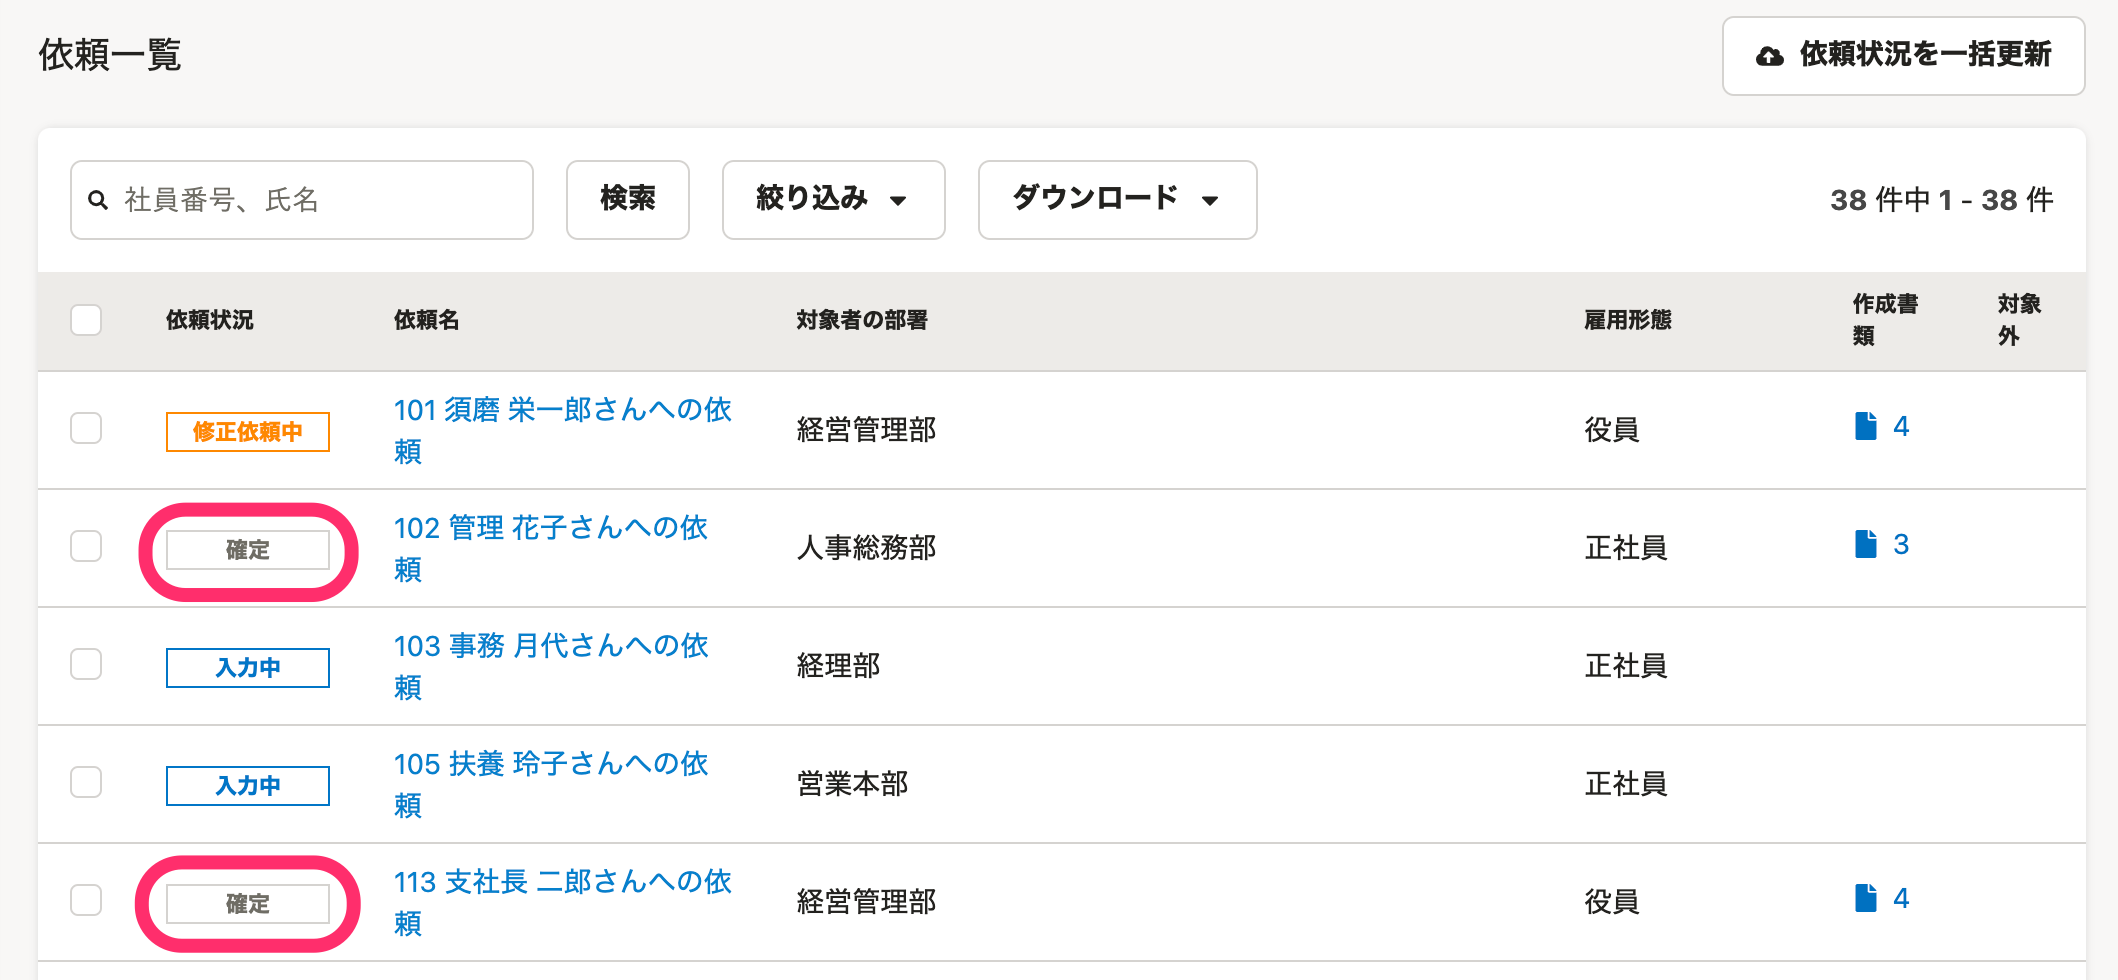 依頼一覧
依頼状況を一括更新
社員番号、氏名
検索
絞り込み
ダウンロード
38 件中 1 - 38 件
依頼状況
依頼名
対象者の部署
雇用形態
作成書
類
対象
外
修正依頼中
101 須磨 栄一郎さんへの依
頼
経営管理部
役員
4
確定
102 管理 花子さんへの依
頼
人事総務部
正社員
3
入力中
103 事務 月代さんへの依
頼
経理部
正社員
入力中
105 扶養 玲子さんへの依
頼
営業本部
正社員
確定
113 支社長 二郎さんへの依
頼
経営管理部
役員
4